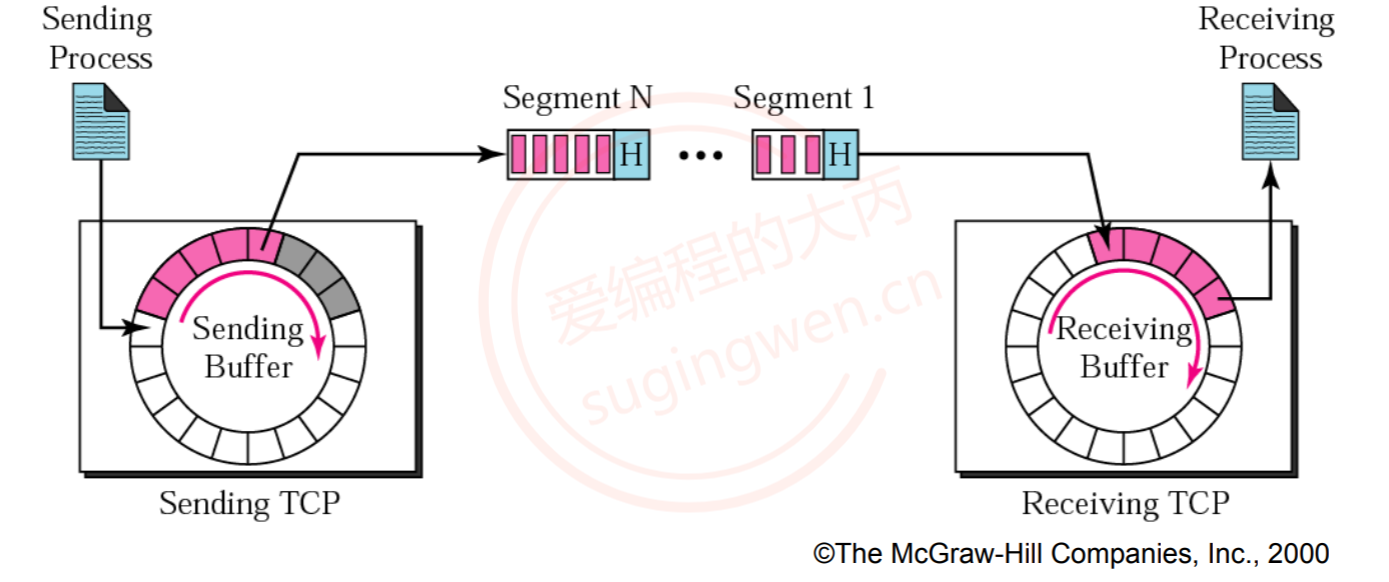 Sending
Process
Receiving
Process
Segment N
Segment 1
H
•••
H
爱编程的大丙
subingwen.cn
Sending
Buffer
Receiving
Buffer
Sending TCP
Receiving TCP
©The McGraw-Hill Companies, Inc., 2000